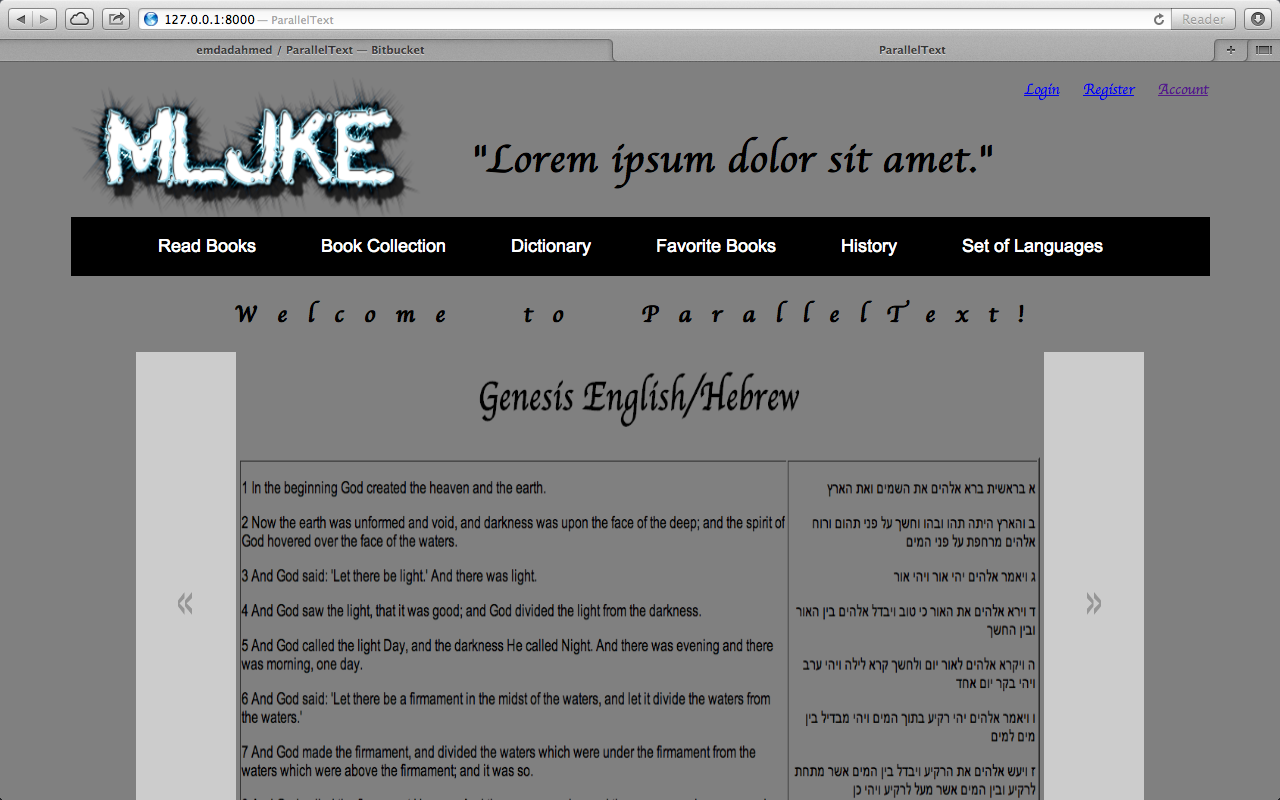 127.0.0.1:8000 — ParallelText
Reader
emdadahmed / ParallelText — Bitbucket
ParallelText
Login Register Account
MLJKE
"Lorem ipsum dolor sit amet."
Read Books Book Collection Dictionary Favorite Books History Set of Languages
Welcome to ParallelText!
Genesis English/Hebrew
1 In the beginning God created the heaven and the earth.
2 Now the earth was unformed and void, and darkness was upon the face of the deep; and the spirit of
God hovered over the face of the waters.
3 And God said: 'Let there be light.' And there was light.
4 And God saw the light, that it was good; and God divided the light from the darkness.
5 And God called the light Day, and the darkness He called Night. And there was evening and there
was morning, one day.
6 And God said: 'Let there be a firmament in the midst of the waters, and let it divide the waters from
the waters.'
7 And God made the firmament, and divided the waters which were under the firmament from the
waters which were above the firmament; and it was so.
א בראשית ברא אלהים את השמים ואת הארץ
ב והארץ היתה תהו ובהו וחשך על פני תהום ורוח
אלהים מרחפת על פני המים
ג ויאמר אלהים יהי אור ויהי אור
ד וירא אלהים את האור כי טוב ויבדל אלהים בין האור
ובין החשך
ה ויקרא אלהים לאור יום ולחשך קרא לילה ויהי ערב
ויהי בקר יום אחד
ו ויאמר אלהים יהי רקיע בתוך המים ויהי מבדיל בין
מים למים
ז ויעש אלהים את הרקיע ויבדל בין המים אשר מתחת
לרקיע ובין המים אשר מעל לרקיע ויהי כן
«
»